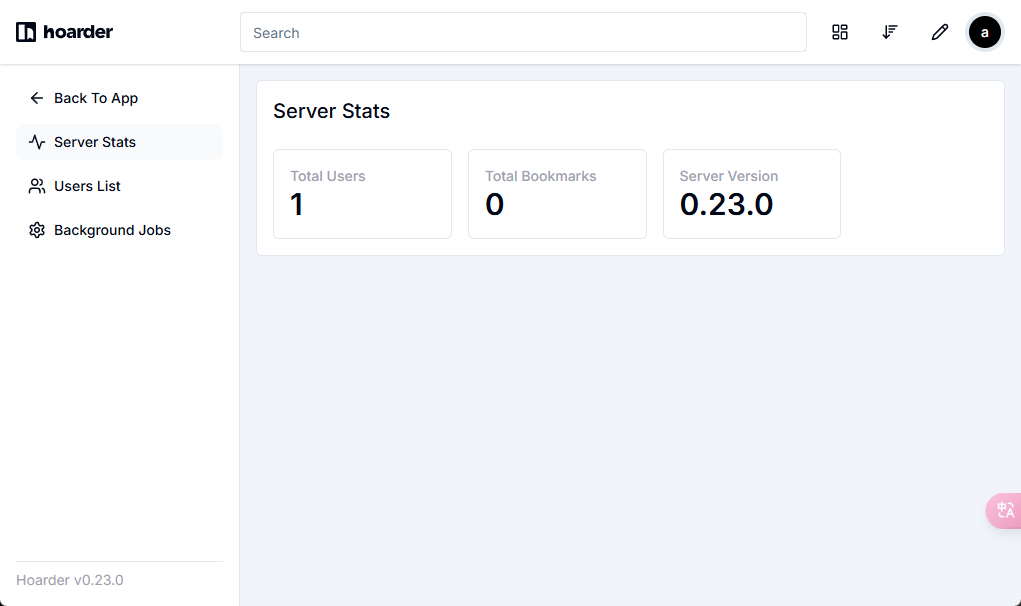 hoarder
Search
a
Back To App
Server Stats
Users List
Background Jobs
Server Stats
Total Users
1
Total Bookmarks
0
Server Version
0.23.0
中
A
Hoarder v0.23.0